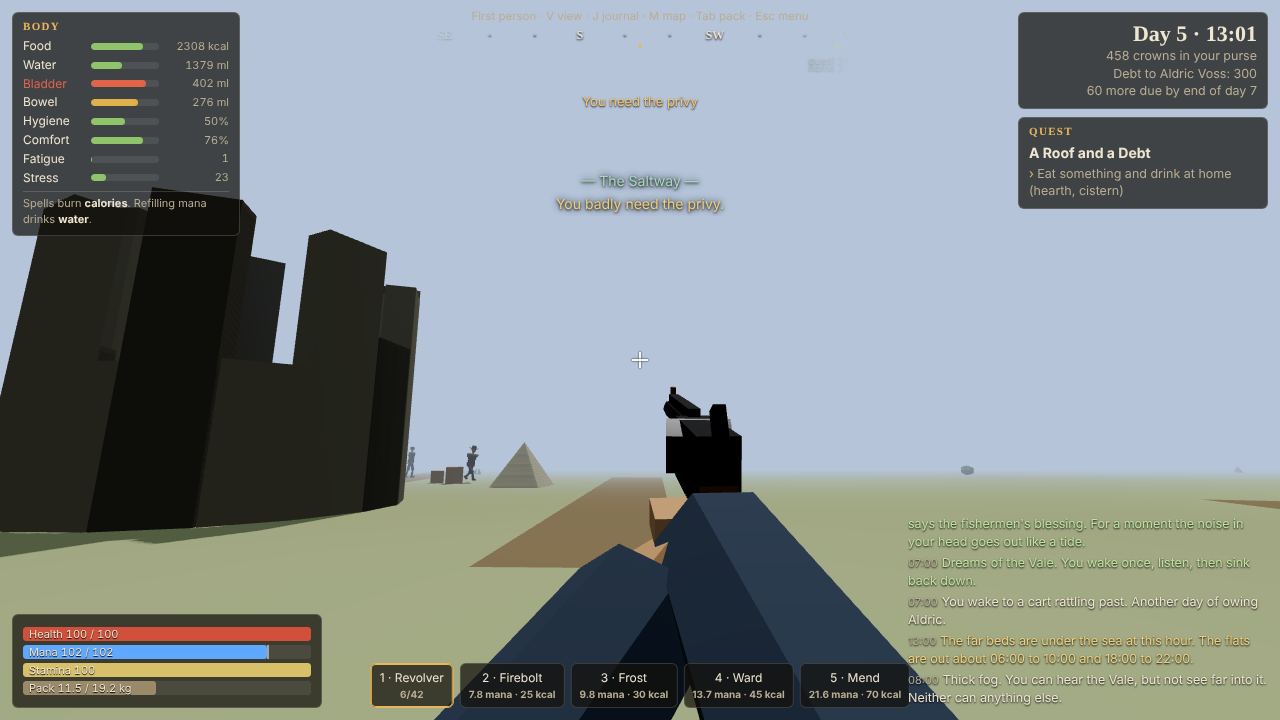 First person · V view · J journal · M map · Tab pack · Esc menu
SE · · S · · SW · ·
BODY
Food 2308 kcal
Water 1379 ml
Bladder 402 ml
Bowel 276 ml
Hygiene 50%
Comfort 76%
Fatigue 1
Stress 23
Spells burn calories. Refilling mana
drinks water.
You need the privy
— The Saltway —
You badly need the privy.
Day 5 · 13:01
458 crowns in your purse
Debt to Aldric Voss: 300
60 more due by end of day 7
QUEST
A Roof and a Debt
› Eat something and drink at home
(hearth, cistern)
says the fishermen's blessing. For a moment the noise in
your head goes out like a tide.
07:00 Dreams of the Vale. You wake once, listen, then sink
back down.
07:00 You wake to a cart rattling past. Another day of owing
Aldric.
13:00 The far beds are under the sea at this hour. The flats
are out about 06:00 to 10:00 and 18:00 to 22:00.
08:00 Thick fog. You can hear the Vale, but not see far into it.
Neither can anything else.
Health 100 / 100
Mana 102 / 102
Stamina 100
Pack 11.5 / 19.2 kg
1 · Revolver
6/42
2 · Firebolt
7.8 mana · 25 kcal
3 · Frost
9.8 mana · 30 kcal
4 · Ward
13.7 mana · 45 kcal
5 · Mend
21.6 mana · 70 kcal